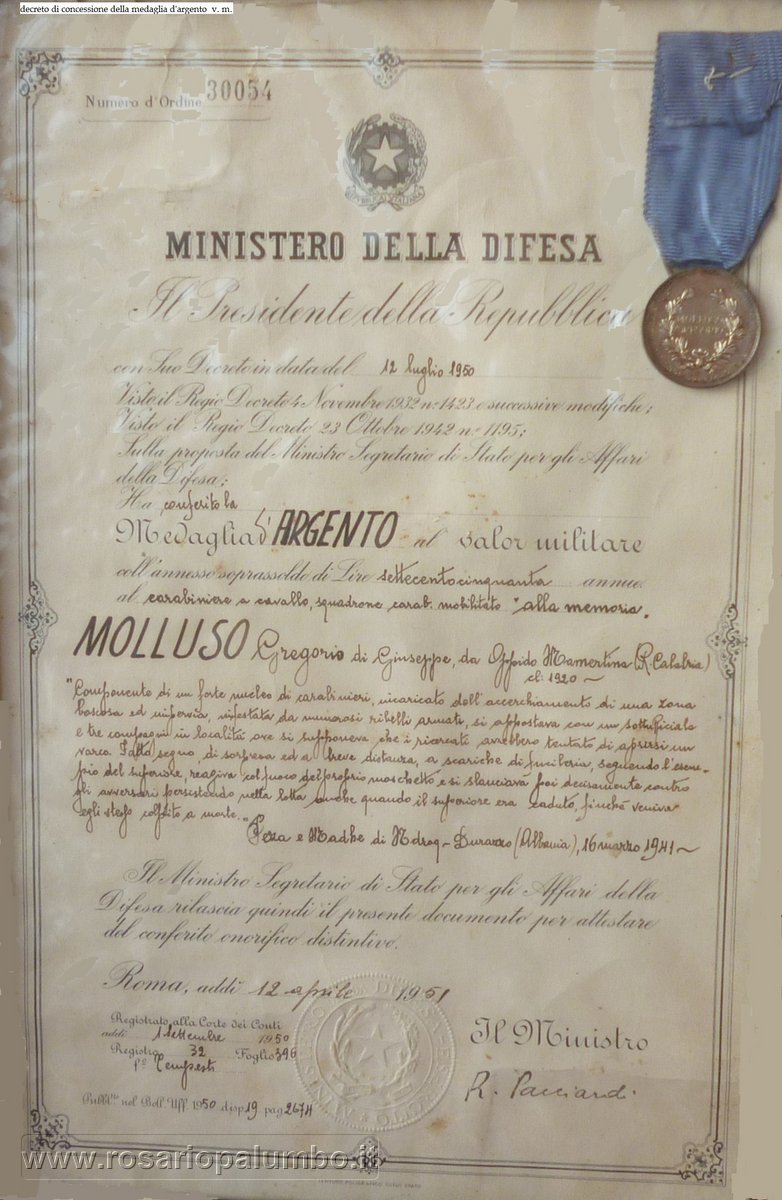 decreto di concessione della medaglia d'argento v. m.
Numero d'Ordine 30054
REPVBBLICA ITALIANA
MINISTERO DELLA DIFESA
Il Presidente della Repubblica
con Suo Decreto in data del 12 luglio 1950
Visto il Regio Decreto 4 Novembre 1932 nº 1423 e successive modifiche;
Visto il Regio Decreto 23 Ottobre 1942 nº 1195;
Sulla proposta del Ministro Segretario di Stato per gli Affari
della Difesa;
Ha conferito la
Medaglia d'ARGENTO al valor militare
coll'annesso soprassoldo di Lire settecentocinquanta annue
al carabiniere a cavallo, squadrone carab. mobilitato "alla memoria"
MOLLUSO Gregorio di Giuseppe, da Oppido Mamertina (R. Calabria)
cl. 1920 ~
"Componente di un forte nucleo di carabinieri, incaricato dell'accerchiamento di una zona
boscosa ed impervia, infestata da numerosi ribelli armati, si appostava con un sottufficiale
e tre compagni in località ove si supponeva che i ricercati avrebbero tentato di aprirsi un
varco. Fatto segno di sorpresa ed a breve distanza, a scariche di fucileria, seguendo l'esem-
pio del superiore, reagiva col fuoco del proprio moschetto e si slanciava poi decisamente contro
gli avversari persistendo nella lotta anche quando il superiore era caduto, finché veniva
egli stesso colpito a morte."
Peza e Madhe di Ndroq - Durazzo (Albania), 16 marzo 1941 ~
Il Ministro Segretario di Stato per gli Affari della
Difesa rilascia quindi il presente documento per attestare
del conferito onorifico distintivo.
Roma, addì 12 aprile 1951
Registrato alla Corte dei Conti
addì 1 settembre 1950
Registro 32 Foglio 396
Fº Tempesti
Il Ministro
R. Pacciardi
Pubbl.to nel Boll. Uff. 1950 disp. 19 pag. 2674
www.rosariopalumbo.it